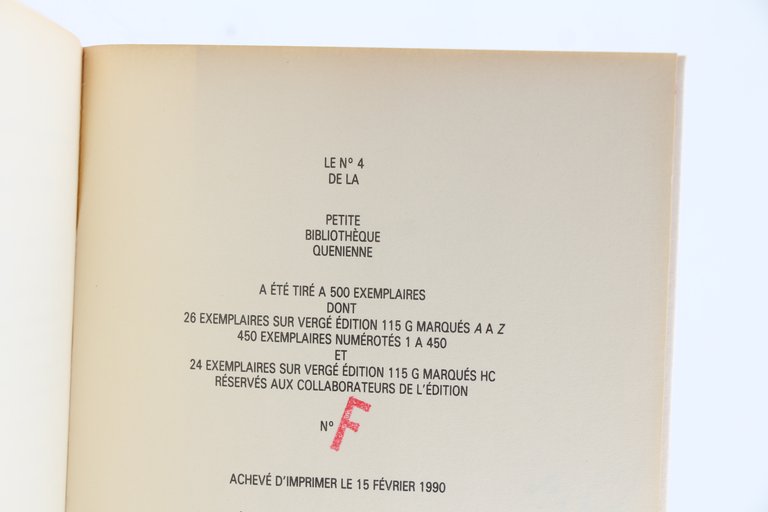 LE Nº 4
DE LA
PETITE
BIBLIOTHÈQUE
QUENIENNE
A ÉTÉ TIRÉ A 500 EXEMPLAIRES
DONT
26 EXEMPLAIRES SUR VERGÉ ÉDITION 115 G MARQUÉS A A Z
450 EXEMPLAIRES NUMÉROTÉS 1 A 450
ET
24 EXEMPLAIRES SUR VERGÉ ÉDITION 115 G MARQUÉS HC
RÉSERVÉS AUX COLLABORATEURS DE L'ÉDITION
Nº F
ACHEVÉ D'IMPRIMER LE 15 FÉVRIER 1990